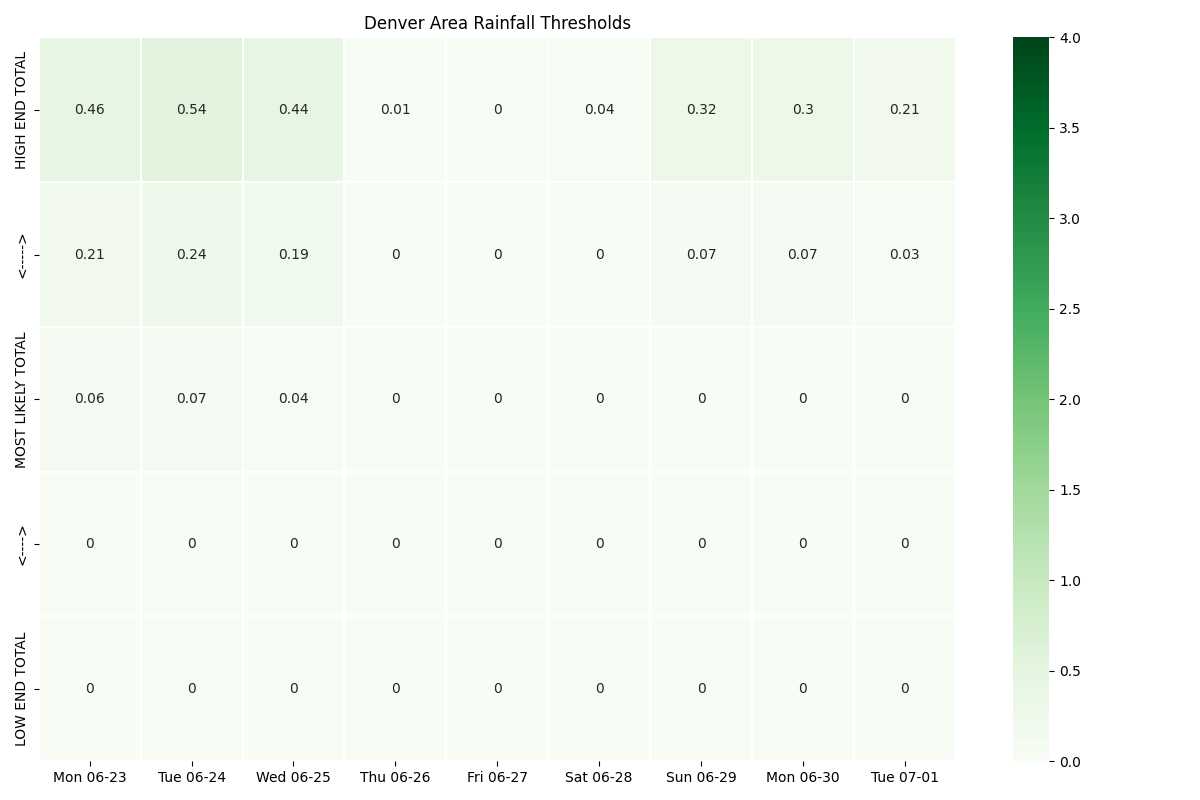 Denver Area Rainfall Thresholds
HIGH END TOTAL
0.46 0.54 0.44 0.01 0 0.04 0.32 0.3 0.21
<----->
0.21 0.24 0.19 0 0 0 0.07 0.07 0.03
MOST LIKELY TOTAL
0.06 0.07 0.04 0 0 0 0 0 0
<---->
0 0 0 0 0 0 0 0 0
LOW END TOTAL
0 0 0 0 0 0 0 0 0
Mon 06-23 Tue 06-24 Wed 06-25 Thu 06-26 Fri 06-27 Sat 06-28 Sun 06-29 Mon 06-30 Tue 07-01
4.0
3.5
3.0
2.5
2.0
1.5
1.0
0.5
0.0